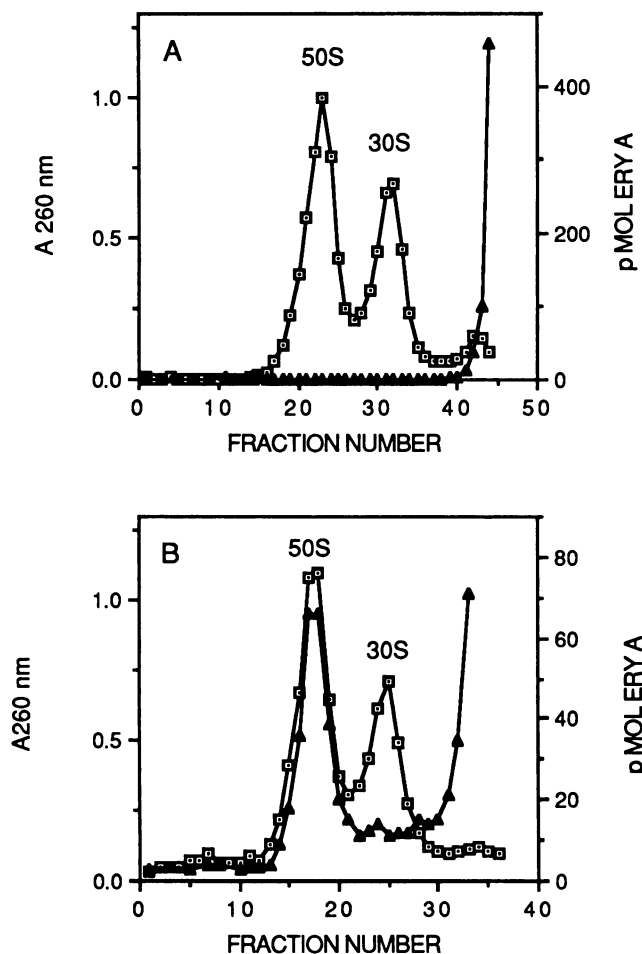 A
50S
30S
1.0
0.5
0.0
A 260 nm
400
200
0
p MOL ERY A
0 10 20 30 40 50
FRACTION NUMBER
B
50S
30S
1.0
0.5
0.0
A260 nm
80
60
40
20
0
p MOL ERY A
0 10 20 30 40
FRACTION NUMBER